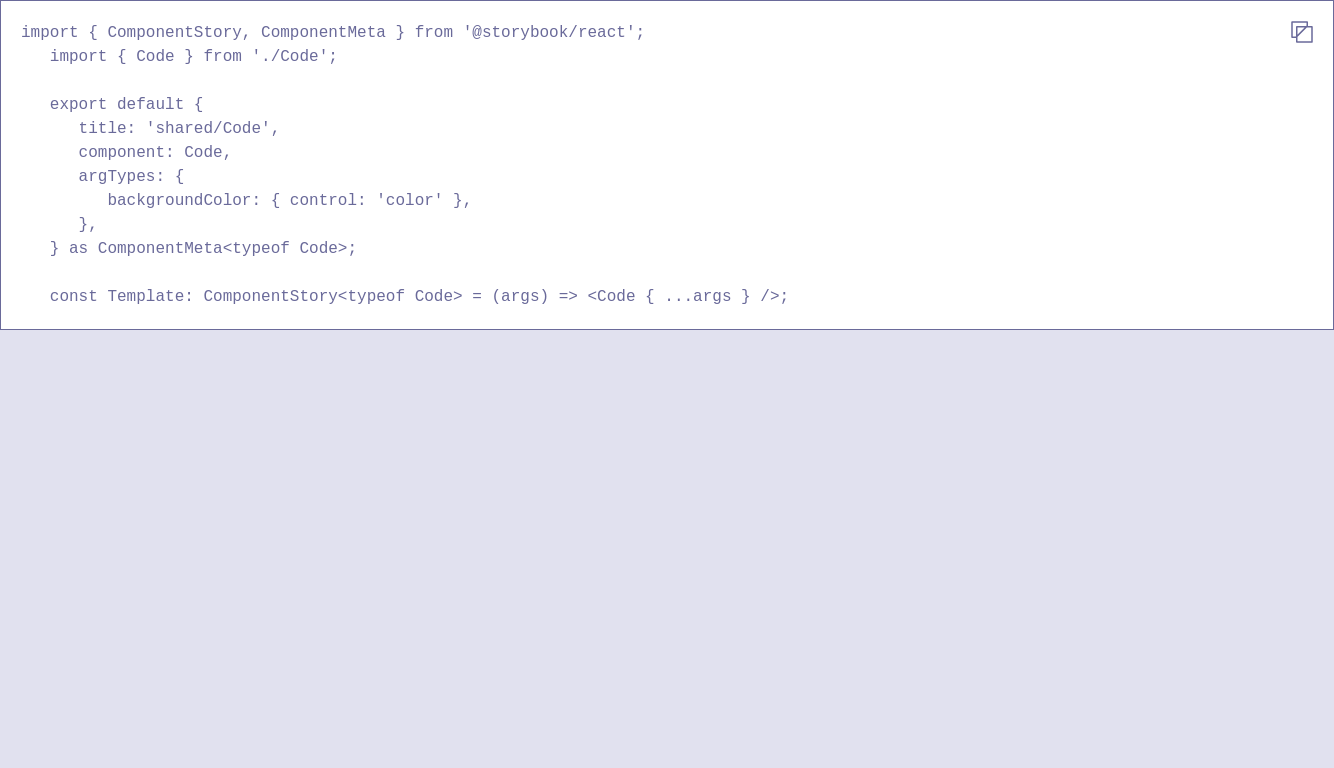 import { ComponentStory, ComponentMeta } from '@storybook/react';
   import { Code } from './Code';

   export default {
      title: 'shared/Code',
      component: Code,
      argTypes: {
         backgroundColor: { control: 'color' },
      },
   } as ComponentMeta<typeof Code>;

   const Template: ComponentStory<typeof Code> = (args) => <Code { ...args } />;